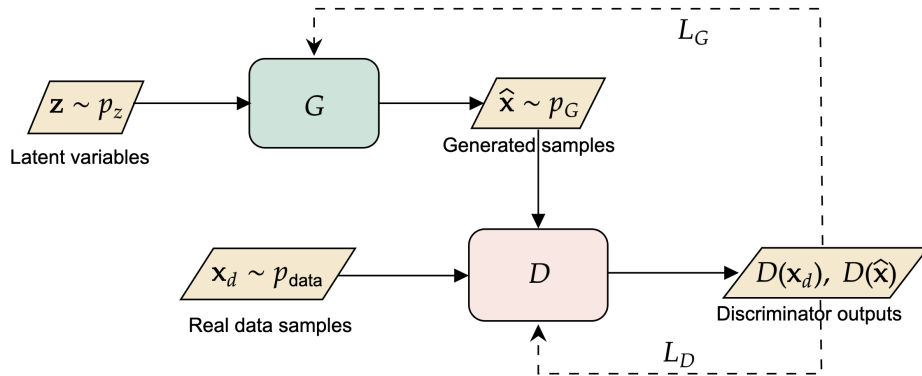 L_G
𝐳 ~ p_z
G
𝐱̂ ~ p_G
Latent variables
Generated samples
𝐱_d ~ p_data
D
D(𝐱_d), D(𝐱̂)
Real data samples
Discriminator outputs
L_D